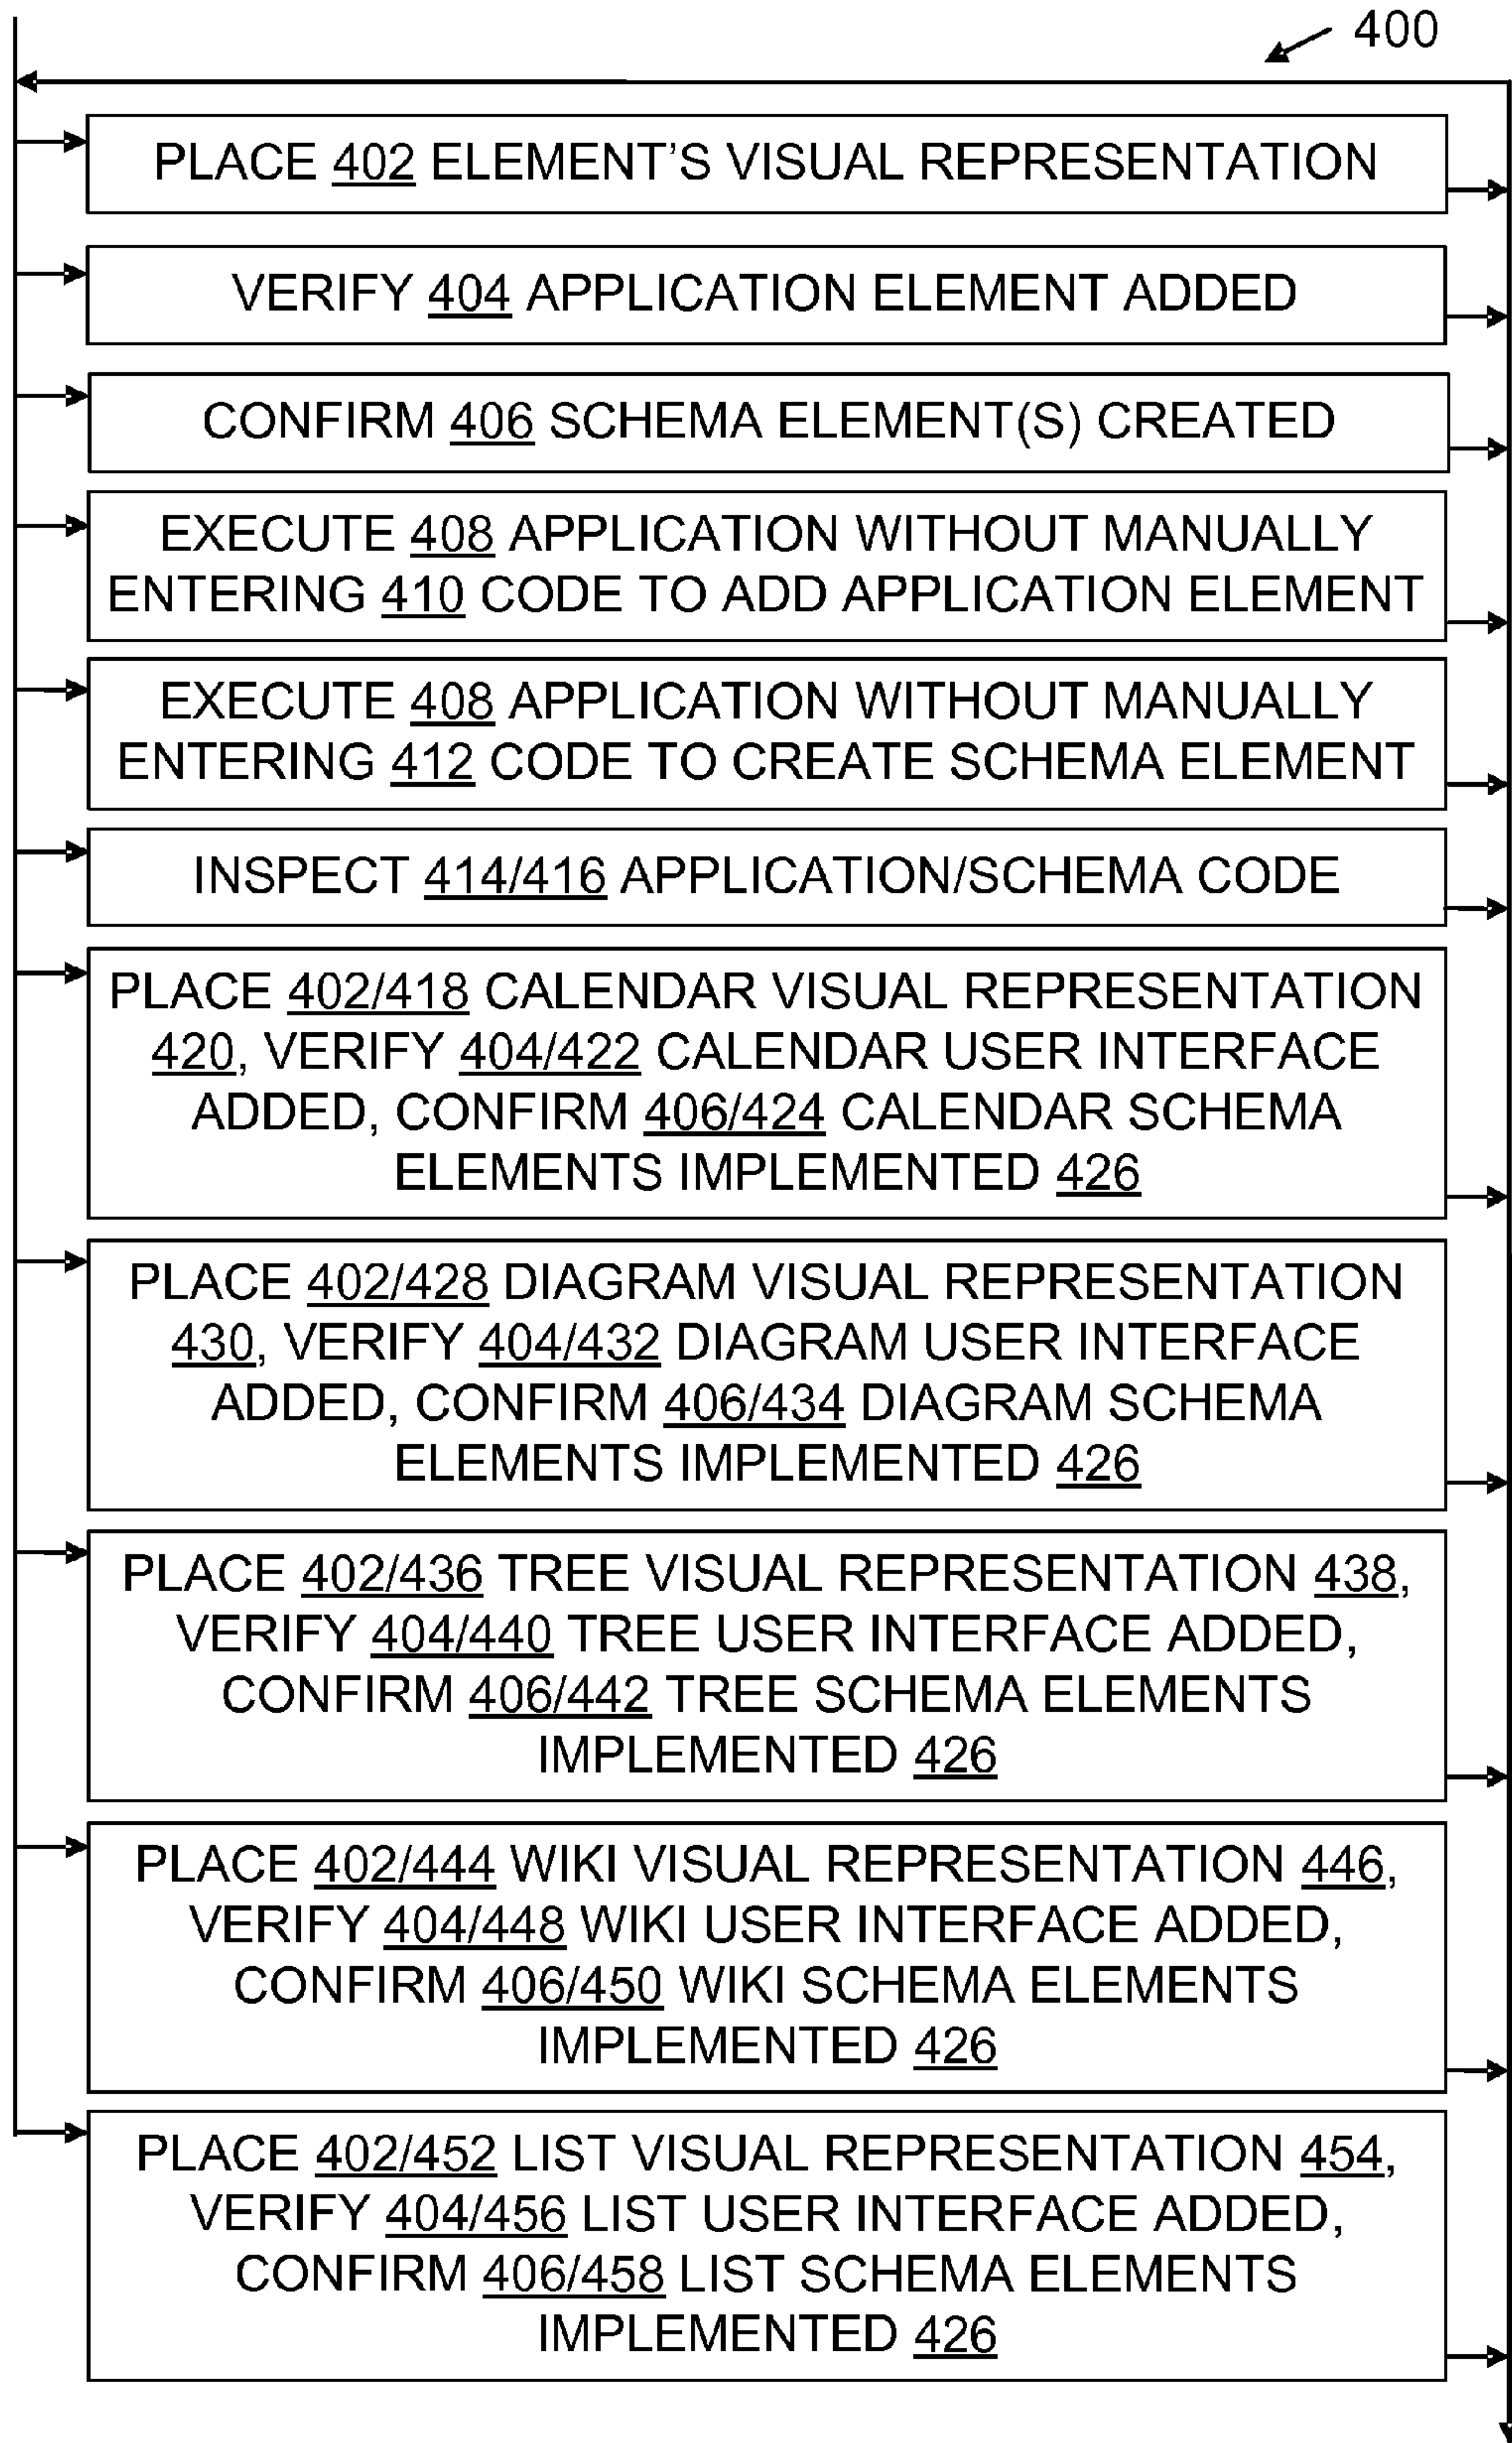 400
PLACE 402 ELEMENT'S VISUAL REPRESENTATION
VERIFY 404 APPLICATION ELEMENT ADDED
CONFIRM 406 SCHEMA ELEMENT(S) CREATED
EXECUTE 408 APPLICATION WITHOUT MANUALLY
ENTERING 410 CODE TO ADD APPLICATION ELEMENT
EXECUTE 408 APPLICATION WITHOUT MANUALLY
ENTERING 412 CODE TO CREATE SCHEMA ELEMENT
INSPECT 414/416 APPLICATION/SCHEMA CODE
PLACE 402/418 CALENDAR VISUAL REPRESENTATION
420, VERIFY 404/422 CALENDAR USER INTERFACE
ADDED, CONFIRM 406/424 CALENDAR SCHEMA
ELEMENTS IMPLEMENTED 426
PLACE 402/428 DIAGRAM VISUAL REPRESENTATION
430, VERIFY 404/432 DIAGRAM USER INTERFACE
ADDED, CONFIRM 406/434 DIAGRAM SCHEMA
ELEMENTS IMPLEMENTED 426
PLACE 402/436 TREE VISUAL REPRESENTATION 438,
VERIFY 404/440 TREE USER INTERFACE ADDED,
CONFIRM 406/442 TREE SCHEMA ELEMENTS
IMPLEMENTED 426
PLACE 402/444 WIKI VISUAL REPRESENTATION 446,
VERIFY 404/448 WIKI USER INTERFACE ADDED,
CONFIRM 406/450 WIKI SCHEMA ELEMENTS
IMPLEMENTED 426
PLACE 402/452 LIST VISUAL REPRESENTATION 454,
VERIFY 404/456 LIST USER INTERFACE ADDED,
CONFIRM 406/458 LIST SCHEMA ELEMENTS
IMPLEMENTED 426